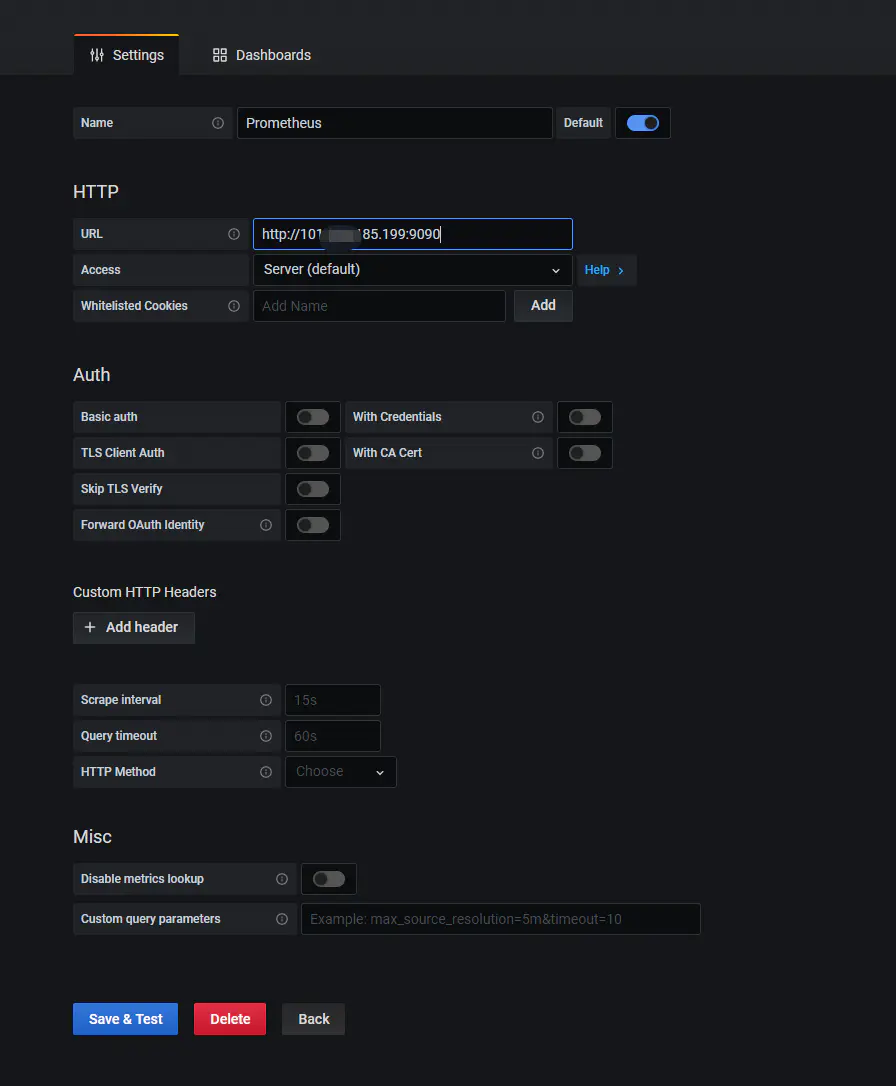 Settings Dashboards
Name Prometheus Default
HTTP
URL http://101 85.199:9090
Access Server (default) Help
Whitelisted Cookies Add Name Add
Auth
Basic auth With Credentials
TLS Client Auth With CA Cert
Skip TLS Verify
Forward OAuth Identity
Custom HTTP Headers
+ Add header
Scrape interval 15s
Query timeout 60s
HTTP Method Choose
Misc
Disable metrics lookup
Custom query parameters Example: max_source_resolution=5m&timeout=10
Save & Test Delete Back